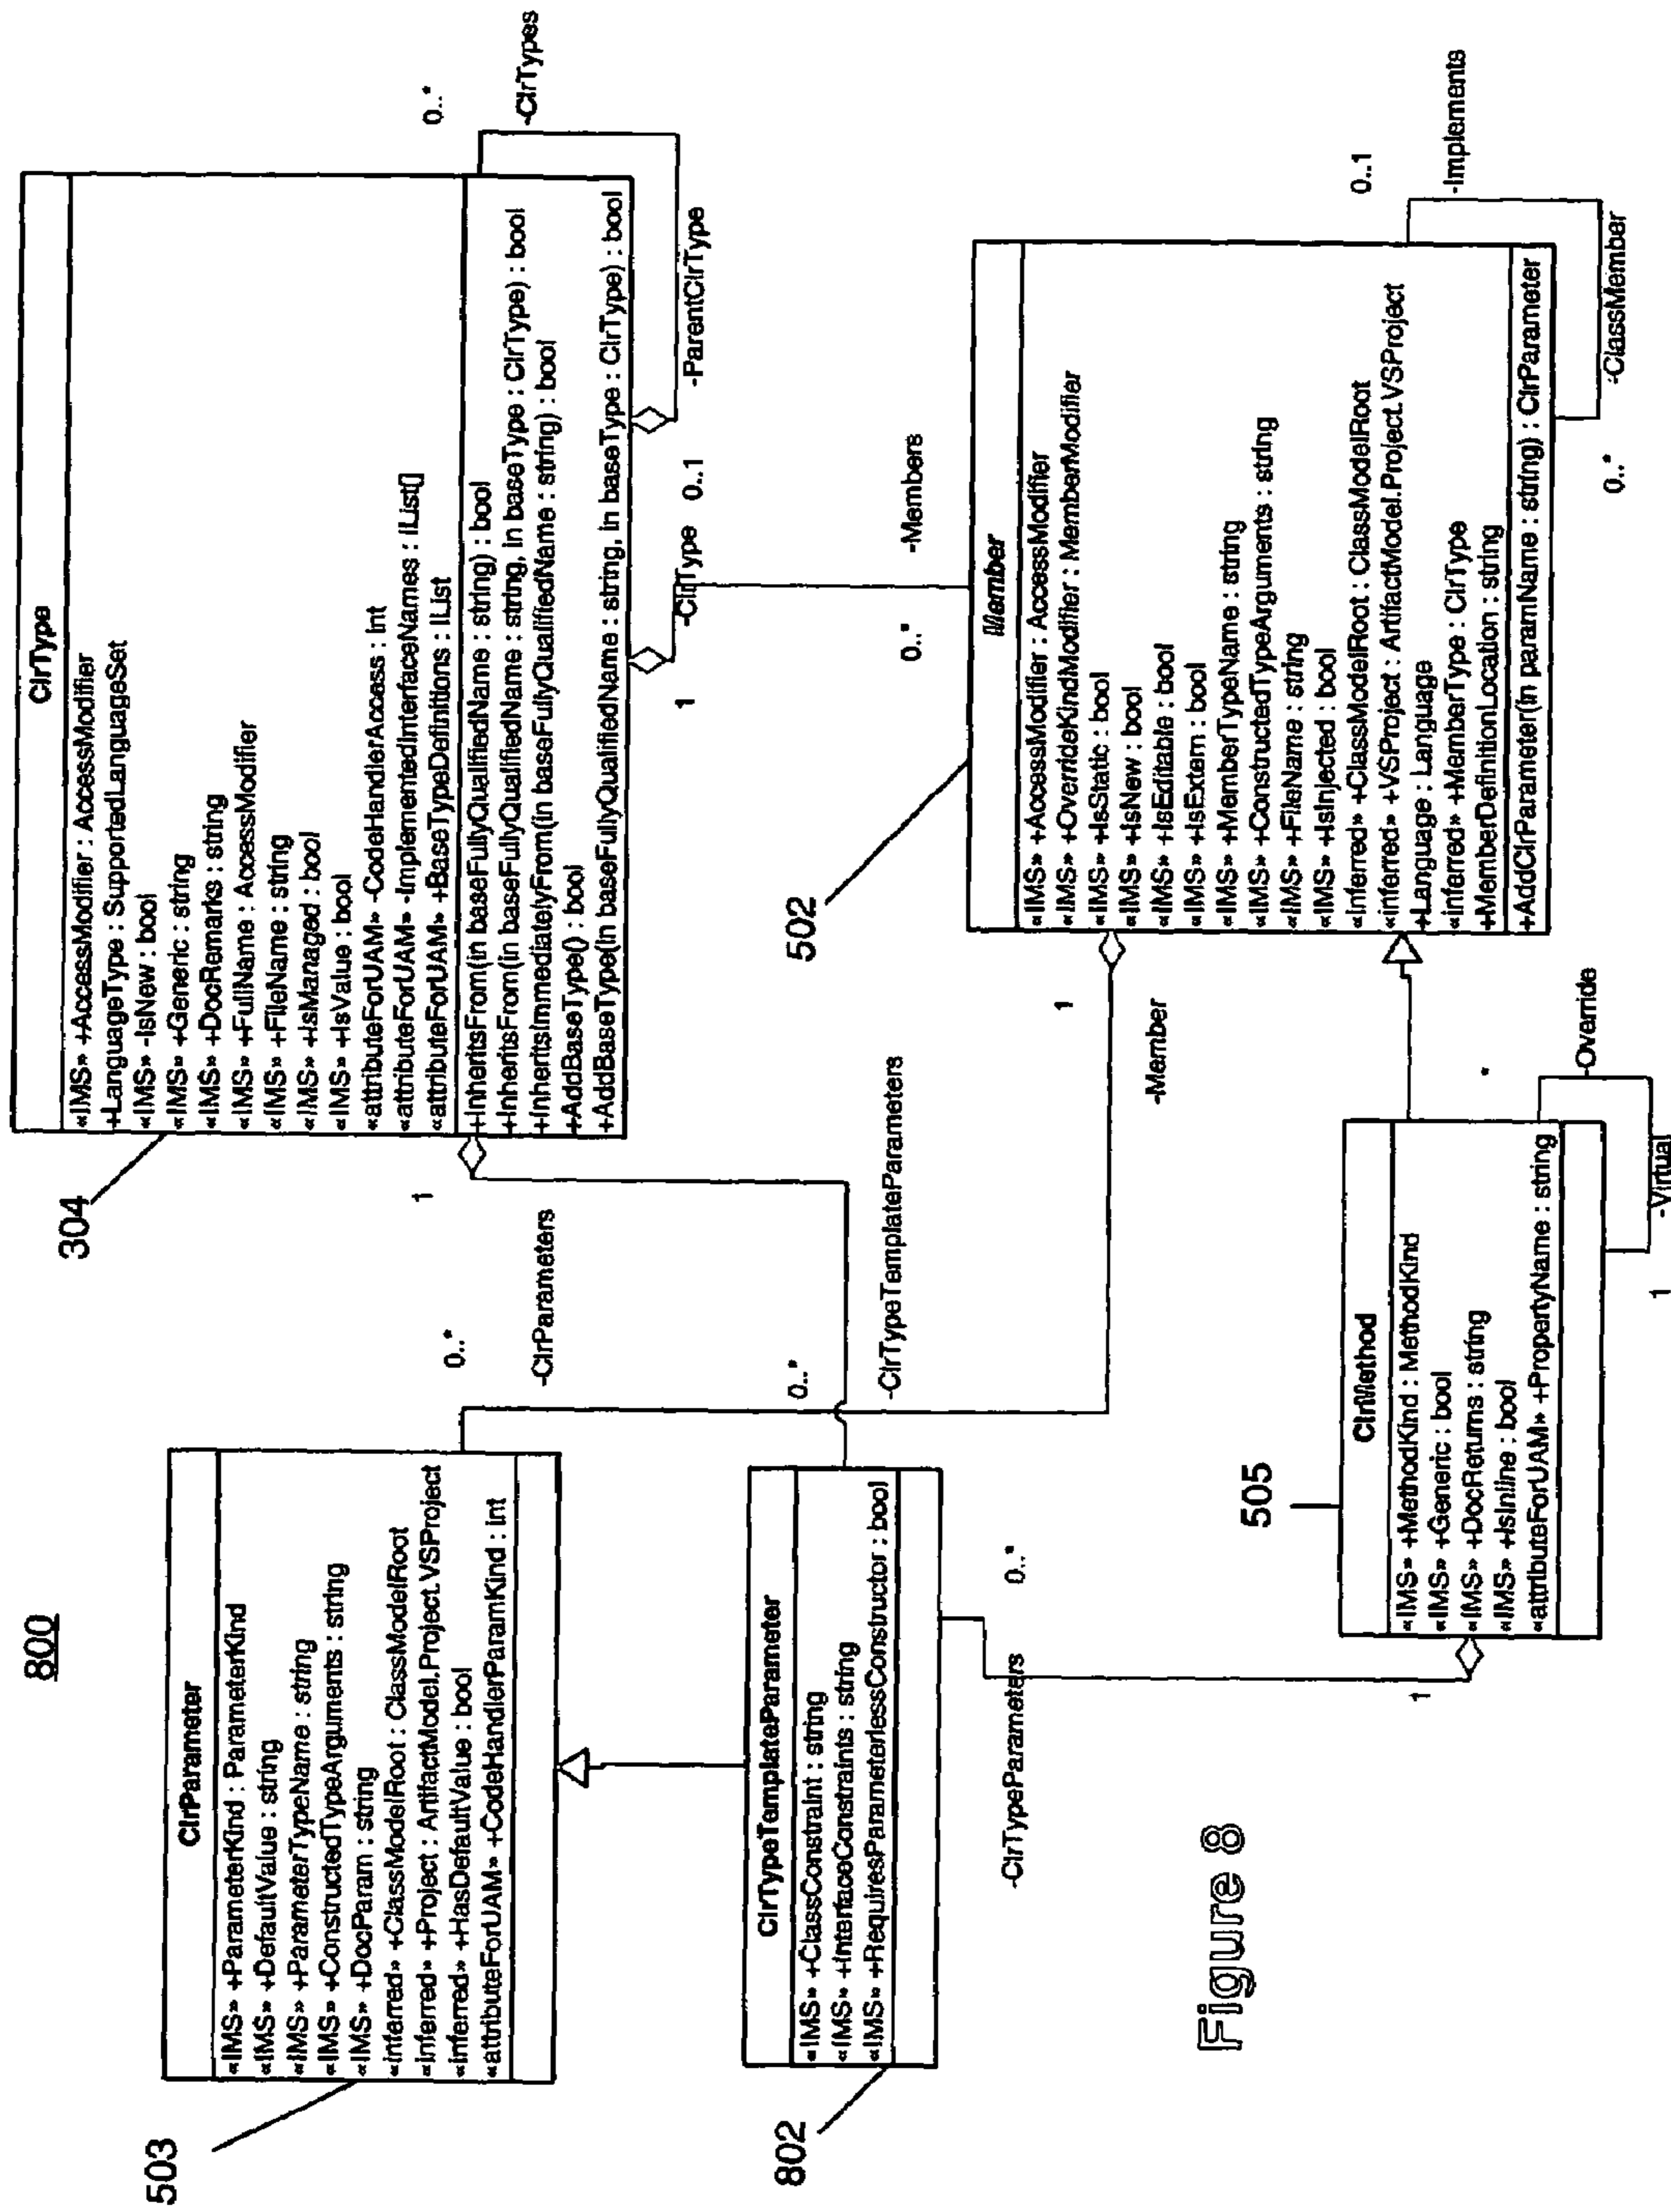 800
503
ClrParameter
«IMS» +ParameterKind : ParameterKind
«IMS» +DefaultValue : string
«IMS» +ParameterTypeName : string
«IMS» +ConstructedTypeArguments : string
«IMS» +DocParam : string
«inferred» +ClassModelRoot : ClassModelRoot
«inferred» +Project : ArtifactModel.Project.VSProject
«inferred» +HasDefaultValue : bool
«attributeForUAM» +CodeHandlerParamKind : int
0..*
-ClrParameters
304
ClrType
«IMS» +AccessModifier : AccessModifier
+LanguageType : SupportedLanguageSet
«IMS» -IsNew : bool
«IMS» +Generic : string
«IMS» +DocRemarks : string
«IMS» +FullName : AccessModifier
«IMS» +FileName : string
«IMS» +IsManaged : bool
«IMS» +IsValue : bool
«attributeForUAM» -CodeHandlerAccess : int
«attributeForUAM» -ImplementedInterfaceNames : IList[]
«attributeForUAM» +BaseTypeDefinitions : IList
+InheritsFrom(in baseFullyQualifiedName : string) : bool
+InheritsFrom(in baseFullyQualifiedName : string, in baseType : ClrType) : bool
+InheritsImmediatelyFrom(in baseFullyQualifiedName : string) : bool
+AddBaseType() : bool
+AddBaseType(in baseFullyQualifiedName : string, in baseType : ClrType) : bool
0..*
-ClrTypes
-ParentClrType
0..1
-ClrType
1
1
0..*
-ClrTypeTemplateParameters
802
ClrTypeTemplateParameter
«IMS» +ClassConstraint : string
«IMS» +InterfaceConstraints : string
«IMS» +RequiresParameterlessConstructor : bool
-ClrTypeParameters
0..*
-Members
0..*
502
Member
«IMS» +AccessModifier : AccessModifier
«IMS» +OverrideKindModifier : MemberModifier
«IMS» +IsStatic : bool
«IMS» +IsNew : bool
«IMS» +IsEditable : bool
«IMS» +IsExtern : bool
«IMS» +MemberTypeName : string
«IMS» +ConstructedTypeArguments : string
«IMS» +FileName : string
«IMS» +IsInjected : bool
«inferred» +ClassModelRoot : ClassModelRoot
«inferred» +VSProject : ArtifactModel.Project.VSProject
+Language : Language
«inferred» +MemberType : ClrType
+MemberDefinitionLocation : string
+AddClrParameter(in paramName : string) : ClrParameter
0..1
-Implements
-ClassMember
0..*
1
-Member
505
ClrMethod
«IMS» +MethodKind : MethodKind
«IMS» +Generic : bool
«IMS» +DocReturns : string
«IMS» +IsInline : bool
«attributeForUAM» +PropertyName : string
1
*
-Override
-Virtual
1
Figure 8